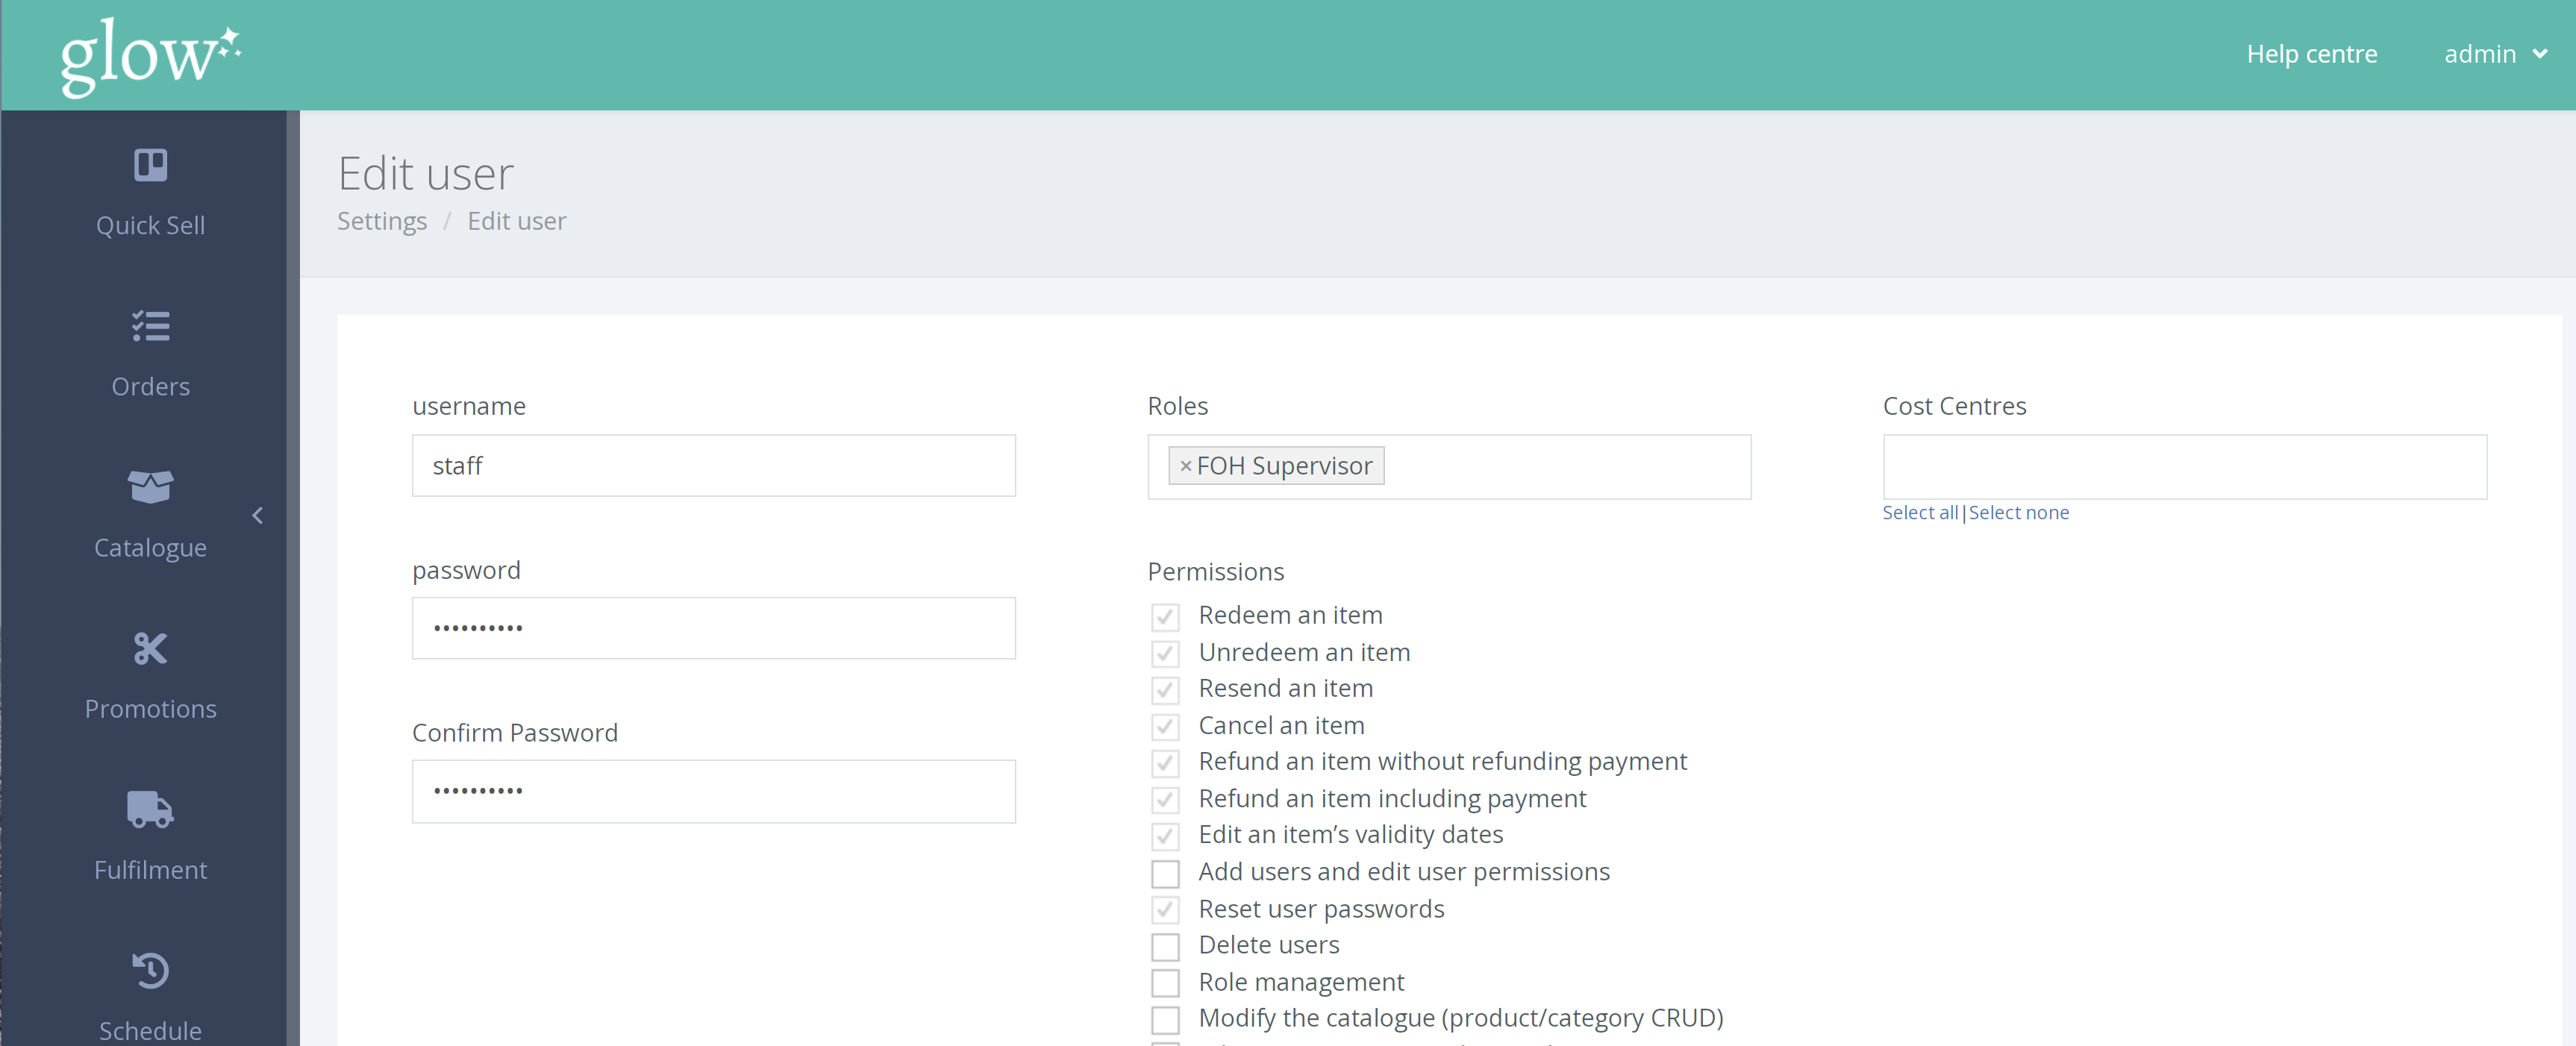 glow
Help centre
admin
Quick Sell
Orders
Catalogue
Promotions
Fulfilment
Schedule
Edit user
Settings / Edit user
username
staff
password
••••••••••
Confirm Password
••••••••••
Roles
×FOH Supervisor
Permissions
Redeem an item
Unredeem an item
Resend an item
Cancel an item
Refund an item without refunding payment
Refund an item including payment
Edit an item’s validity dates
Add users and edit user permissions
Reset user passwords
Delete users
Role management
Modify the catalogue (product/category CRUD)
Cost Centres
Select all|Select none